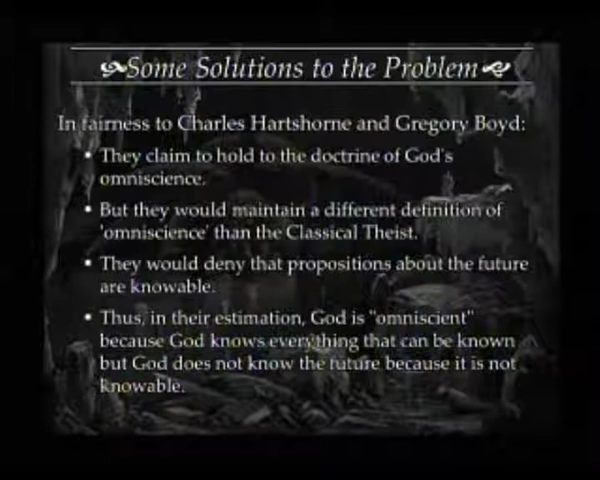 Some Solutions to the Problem
In fairness to Charles Hartshorne and Gregory Boyd:
• They claim to hold to the doctrine of God's
omniscience.
• But they would maintain a different definition of
'omniscience' than the Classical Theist.
• They would deny that propositions about the future
are knowable.
• Thus, in their estimation, God is "omniscient"
because God knows everything that can be known
but God does not know the future because it is not
knowable.